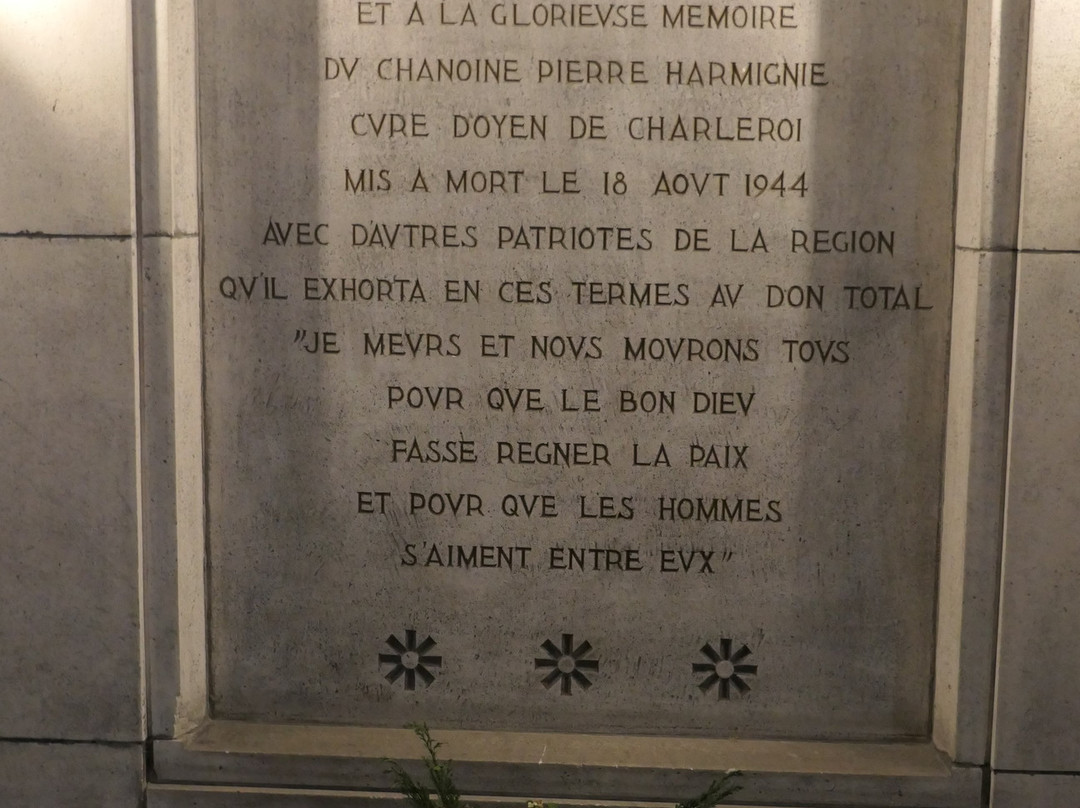 ET A LA GLORIEVSE MEMOIRE
DV CHANOINE PIERRE HARMIGNIE
CVRE DOYEN DE CHARLEROI
MIS A MORT LE 18 AOVT 1944
AVEC D'AVTRES PATRIOTES DE LA REGION
QV'IL EXHORTA EN CES TERMES AV DON TOTAL
"JE MEVRS ET NOVS MOVRONS TOVS
POVR QVE LE BON DIEV
FASSE REGNER LA PAIX
ET POVR QVE LES HOMMES
S'AIMENT ENTRE EVX"